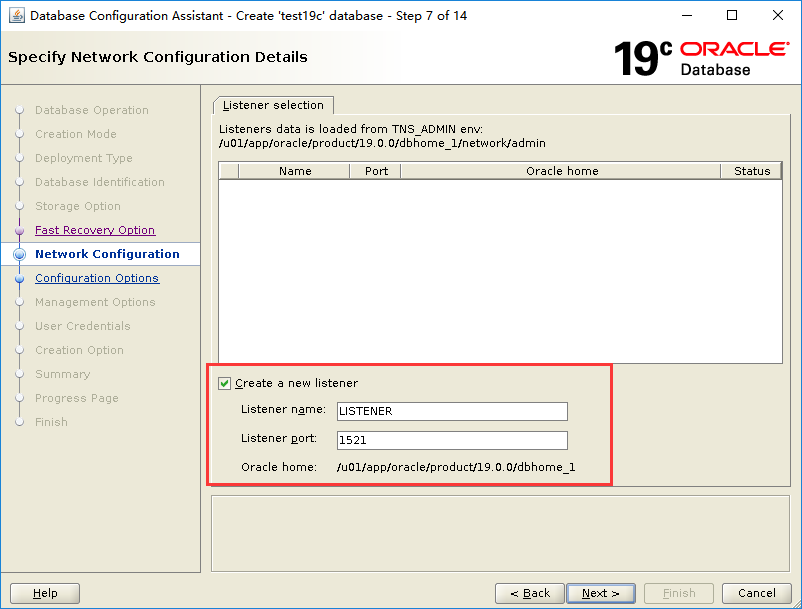 Database Configuration Assistant - Create 'test19c' database - Step 7 of 14
Specify Network Configuration Details
19c ORACLE
Database
Database Operation
Creation Mode
Deployment Type
Database Identification
Storage Option
Fast Recovery Option
Network Configuration
Configuration Options
Management Options
User Credentials
Creation Option
Summary
Progress Page
Finish
Listener selection
Listeners data is loaded from TNS_ADMIN env:
/u01/app/oracle/product/19.0.0/dbhome_1/network/admin
Name Port Oracle home Status
Create a new listener
Listener name: LISTENER
Listener port: 1521
Oracle home: /u01/app/oracle/product/19.0.0/dbhome_1
Help < Back Next > Finish Cancel